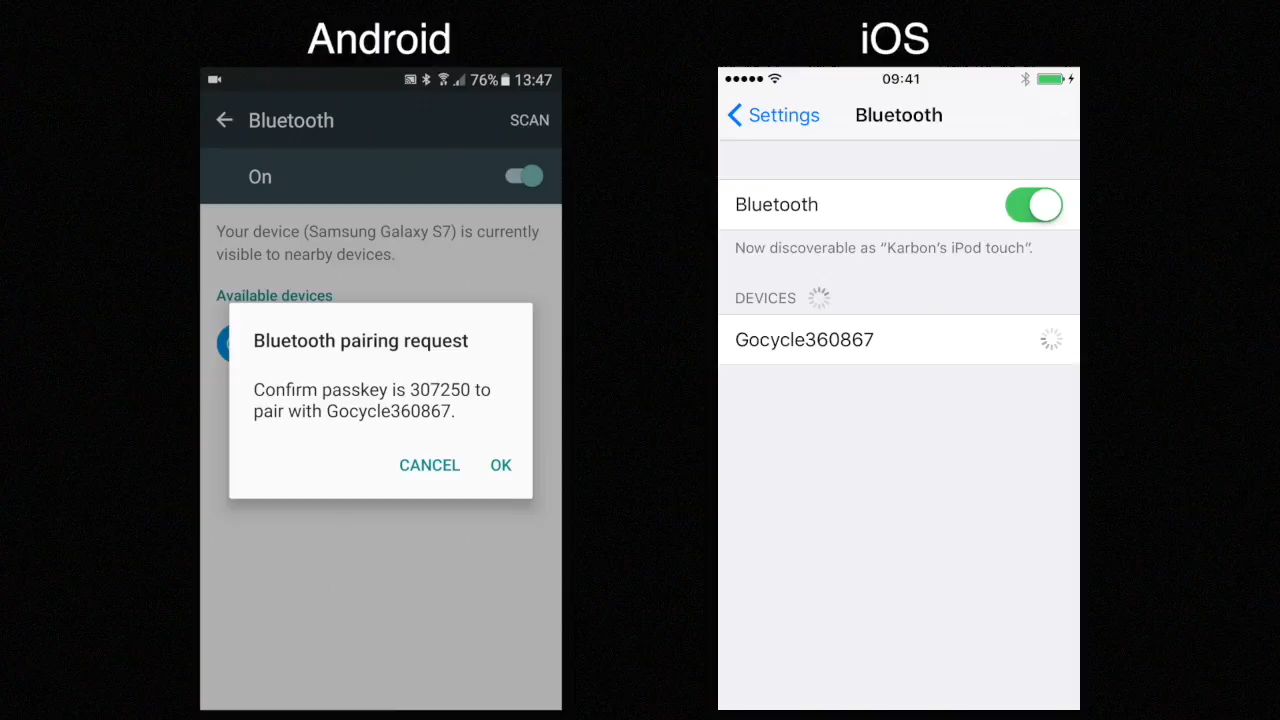 Android
76% 13:47
Bluetooth SCAN
On
Your device (Samsung Galaxy S7) is currently
visible to nearby devices.
Available devices
Bluetooth pairing request
Confirm passkey is 307250 to
pair with Gocycle360867.
CANCEL OK
iOS
09:41
Settings Bluetooth
Bluetooth
Now discoverable as “Karbon’s iPod touch”.
DEVICES
Gocycle360867